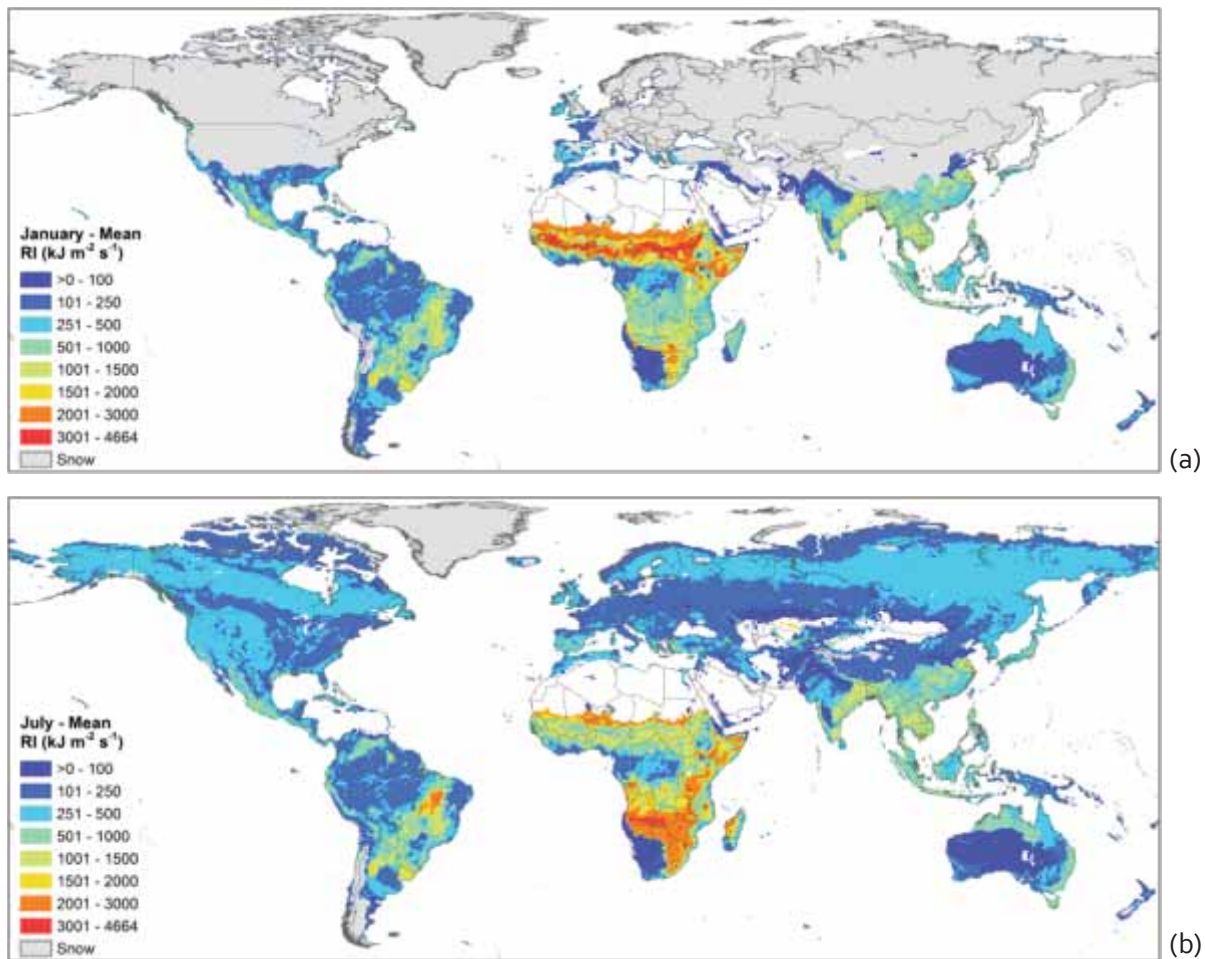 January - Mean
RI (kJ m⁻² s⁻¹)
>0 - 100
101 - 250
251 - 500
501 - 1000
1001 - 1500
1501 - 2000
2001 - 3000
3001 - 4664
Snow
(a)
July - Mean
RI (kJ m⁻² s⁻¹)
>0 - 100
101 - 250
251 - 500
501 - 1000
1001 - 1500
1501 - 2000
2001 - 3000
3001 - 4664
Snow
(b)